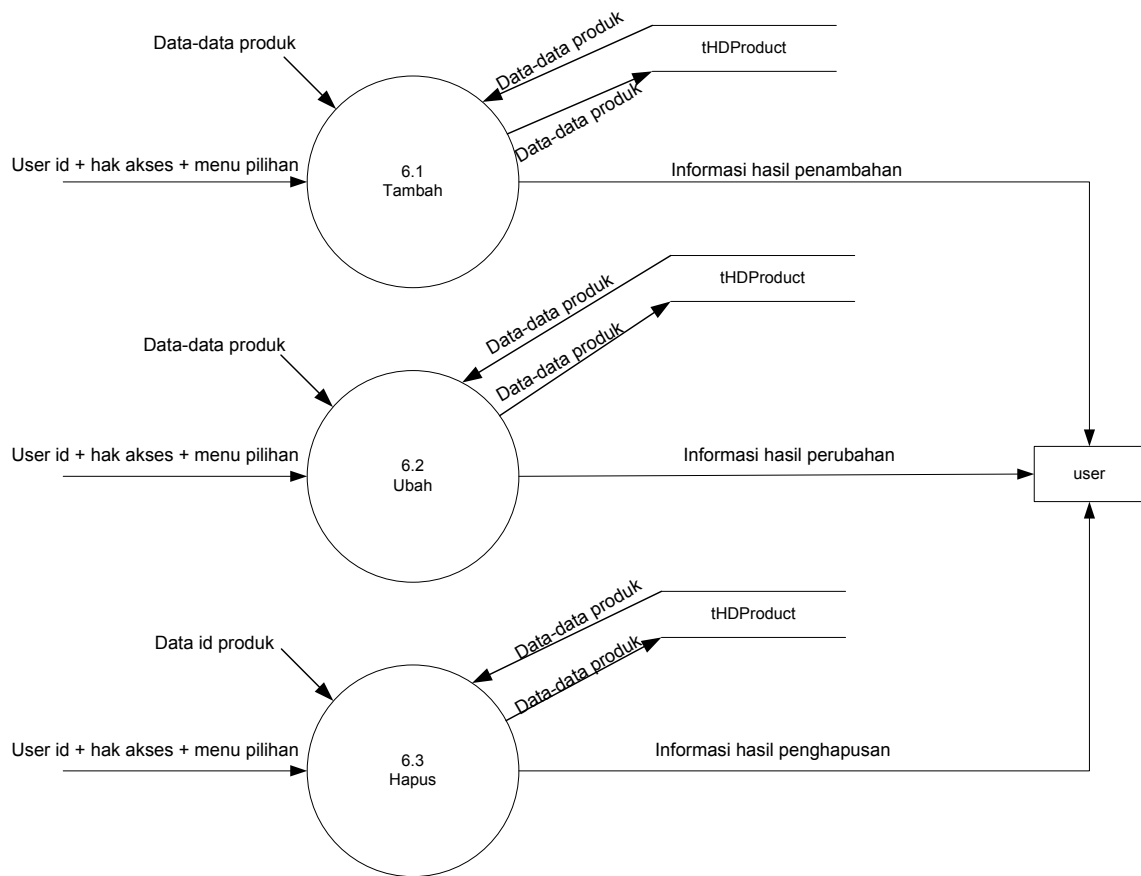 Data-data produk
Data-data produk
tHDProduct
Data-data produk
User id + hak akses + menu pilihan
6.1
Tambah
Informasi hasil penambahan
Data-data produk
Data-data produk
tHDProduct
Data-data produk
User id + hak akses + menu pilihan
6.2
Ubah
Informasi hasil perubahan
user
Data id produk
Data-data produk
tHDProduct
Data-data produk
User id + hak akses + menu pilihan
6.3
Hapus
Informasi hasil penghapusan